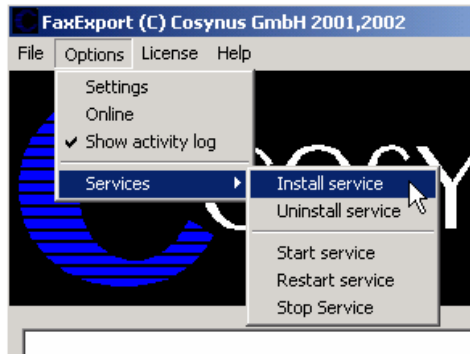 FaxExport (C) Cosynus GmbH 2001,2002
File Options License Help
Settings
Online
Show activity log
Services
Install service
Uninstall service
Start service
Restart service
Stop Service
COSY